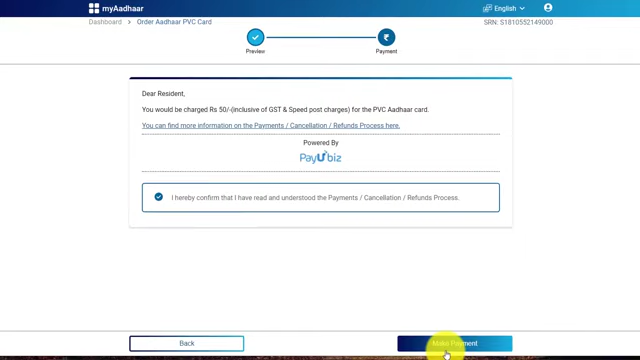 myAadhaar
English
Dashboard > Order Aadhaar PVC Card
SRN: S1810552149000
₹
Preview
Payment
Dear Resident,
You would be charged Rs 50/-(inclusive of GST & Speed post charges) for the PVC Aadhaar card.
You can find more information on the Payments / Cancellation / Refunds Process here.
Powered By
PayUbiz
I hereby confirm that I have read and understood the Payments / Cancellation / Refunds Process.
Back
Make Payment